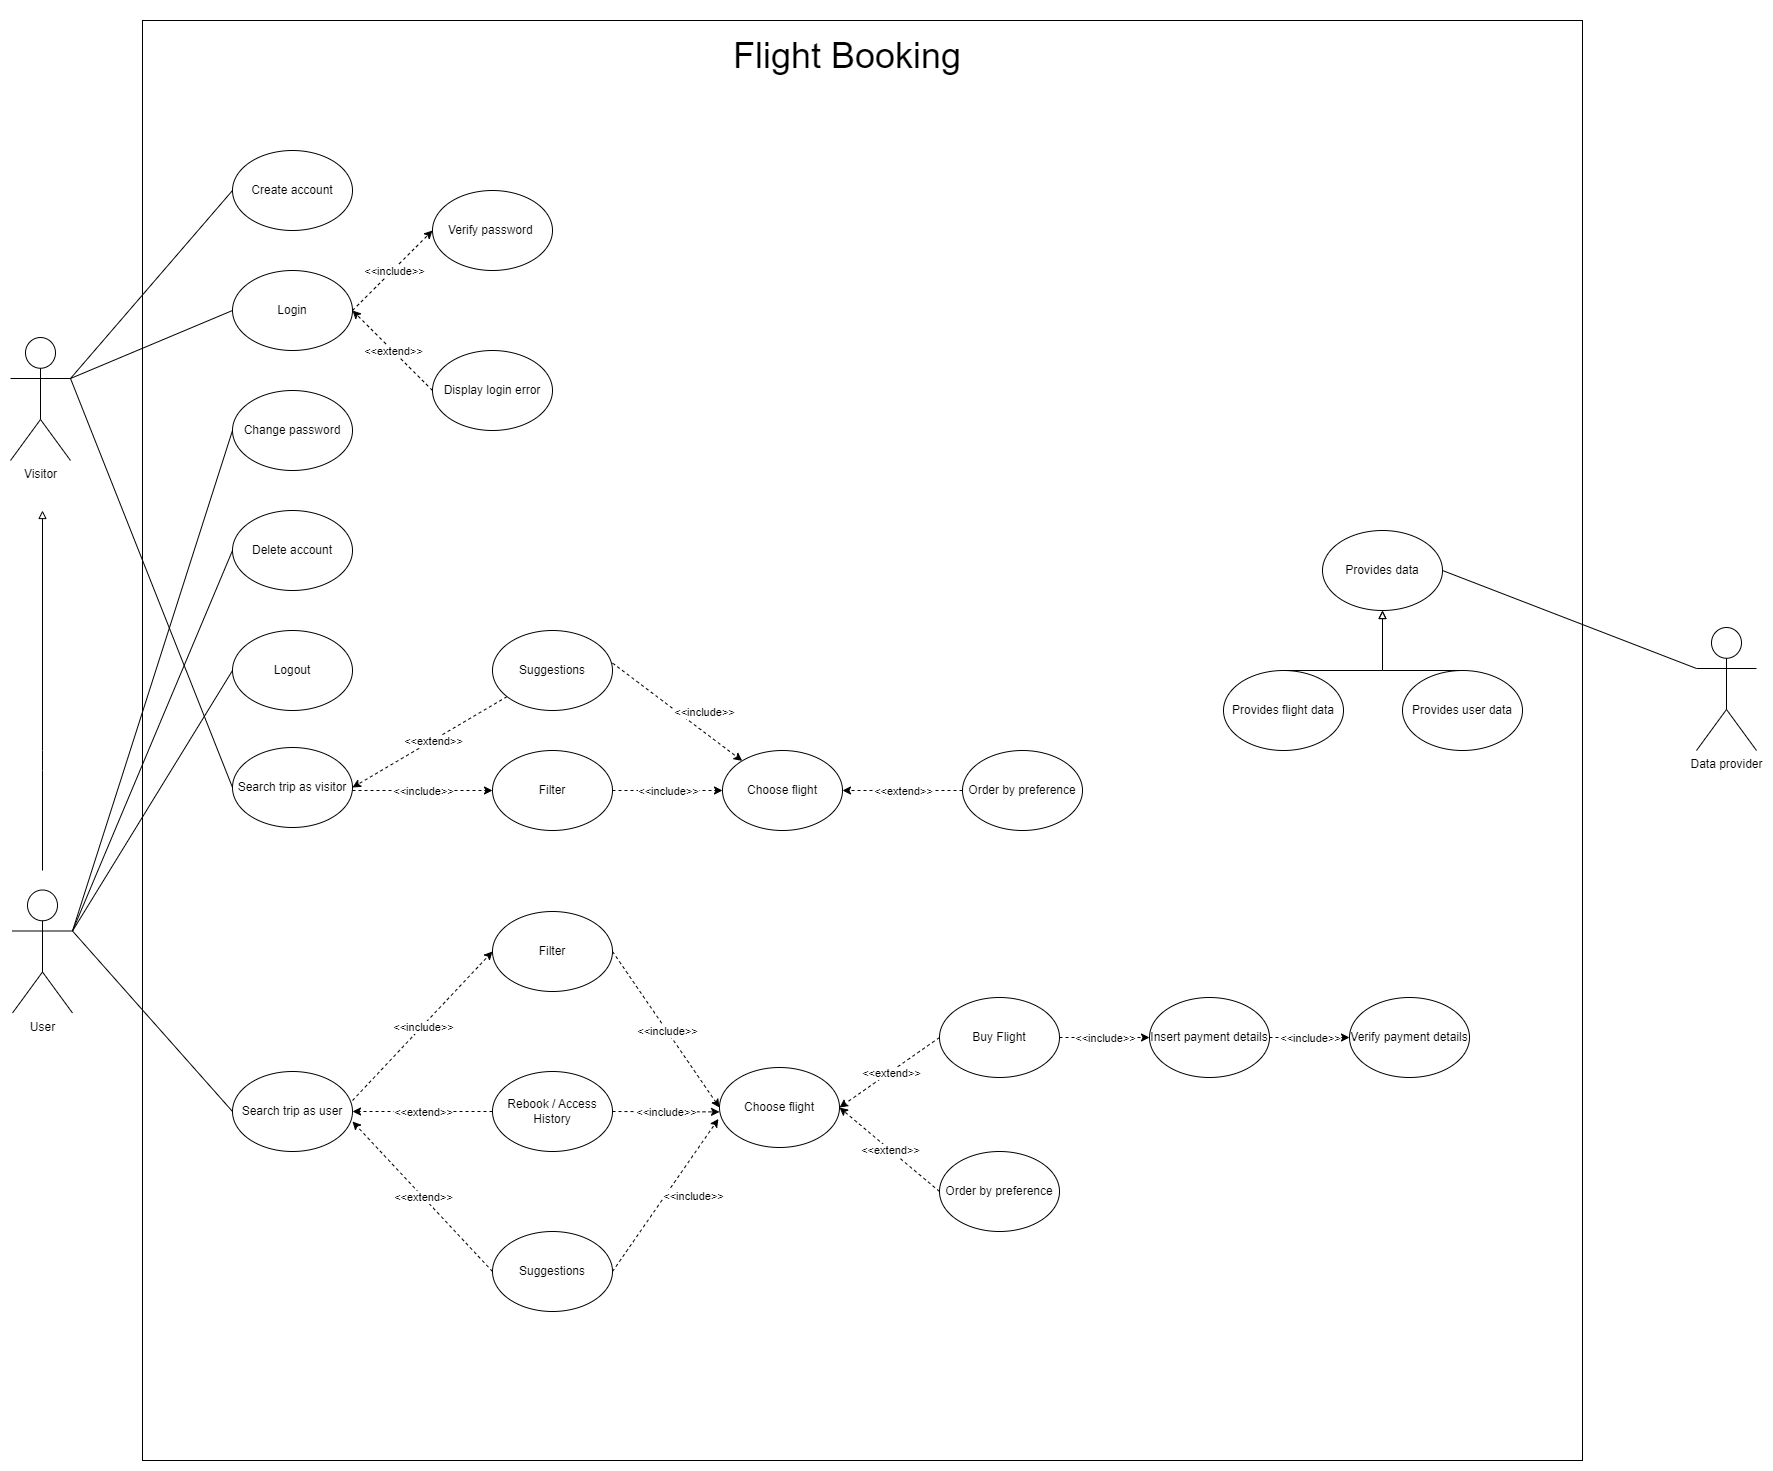 Flight Booking
Create account
Verify password
<<include>>
Login
<<extend>>
Display login error
Change password
Visitor
Delete account
Provides data
Logout
Suggestions
<<include>>
Provides flight data
Provides user data
<<extend>>
Data provider
Search trip as visitor
<<include>>
Filter
<<include>>
Choose flight
<<extend>>
Order by preference
Filter
User
<<include>>
<<include>>
Buy Flight
<<include>>
Insert payment details
<<include>>
Verify payment details
<<extend>>
Search trip as user
<<extend>>
Rebook / Access
History
<<include>>
Choose flight
<<extend>>
Order by preference
<<extend>>
<<include>>
Suggestions